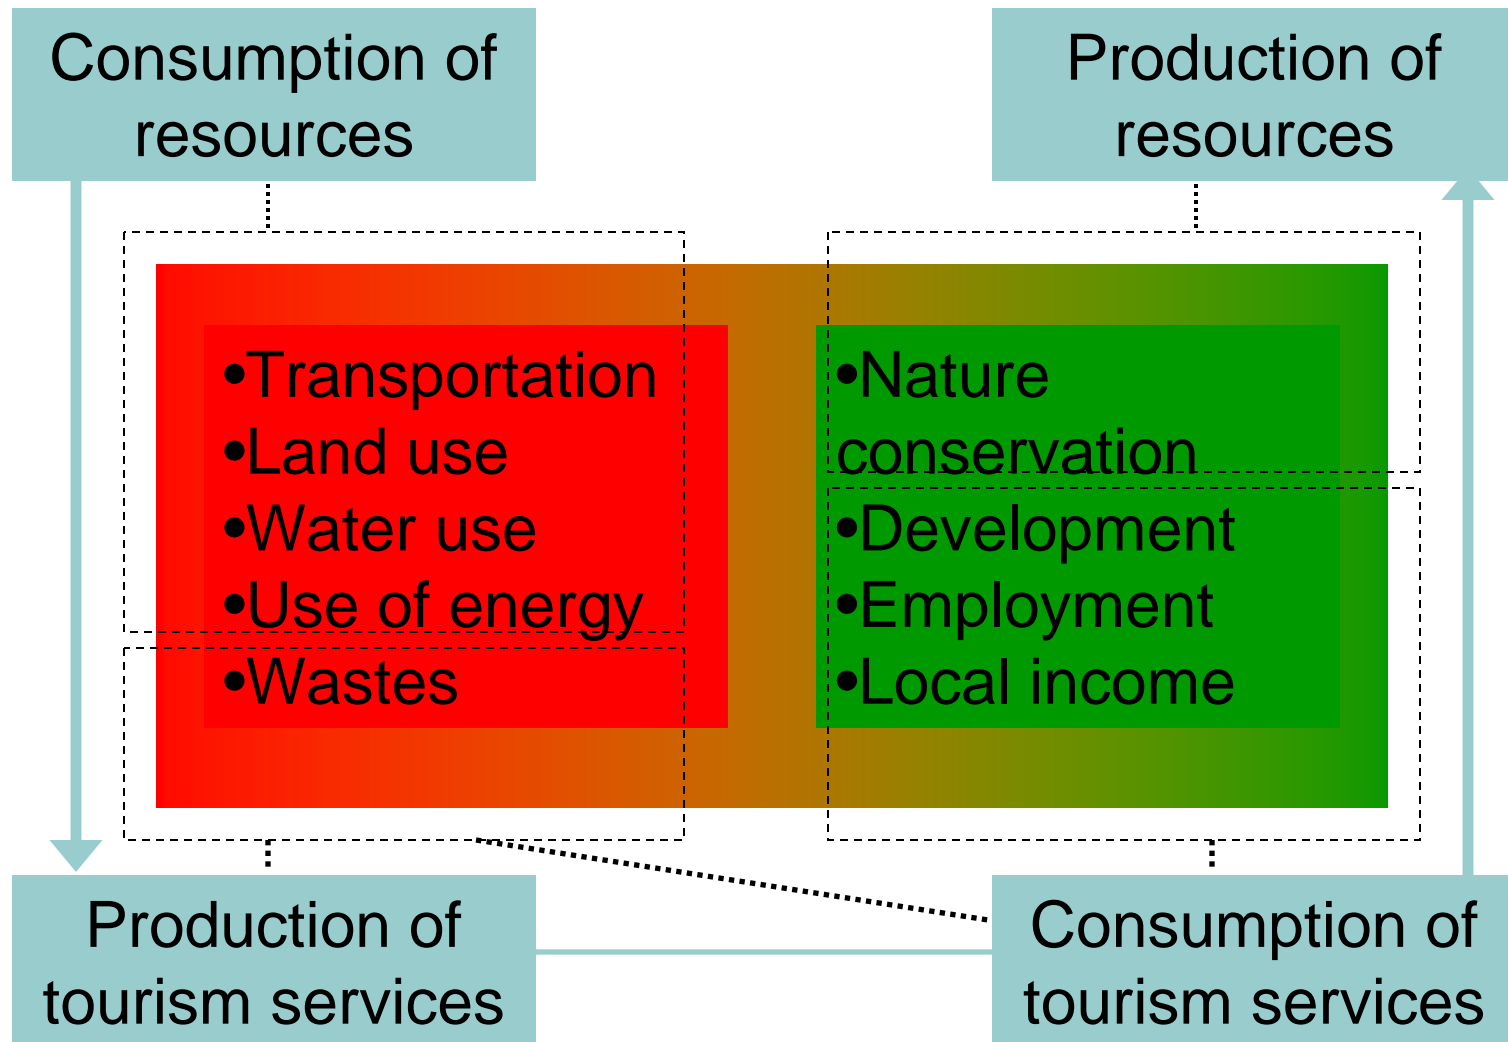 Consumption of
resources
Production of
resources
•Transportation
•Land use
•Water use
•Use of energy
•Wastes
•Nature
conservation
•Development
•Employment
•Local income
Production of
tourism services
Consumption of
tourism services